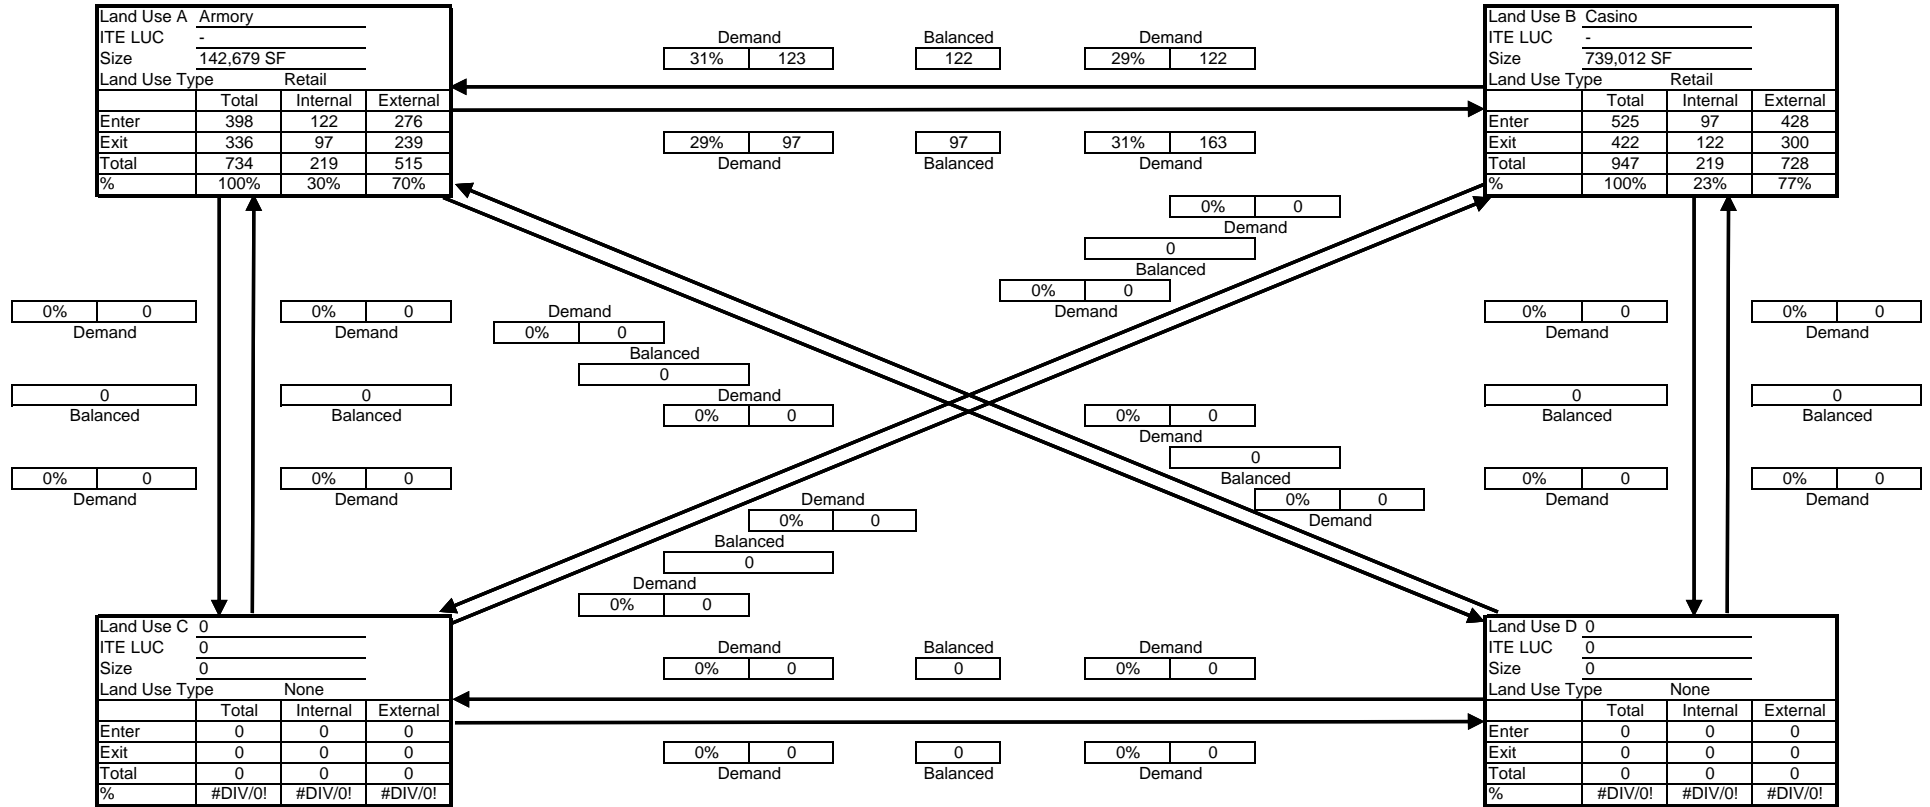 Land Use A Armory
ITE LUC -
Size 142,679 SF
Land Use Type Retail
Total Internal External
Enter 398 122 276
Exit 336 97 239
Total 734 219 515
% 100% 30% 70%
Demand Balanced Demand
31% 123 122 29% 122
29% 97 97 31% 163
Demand Balanced Demand
Land Use B Casino
ITE LUC -
Size 739,012 SF
Land Use Type Retail
Total Internal External
Enter 525 97 428
Exit 422 122 300
Total 947 219 728
% 100% 23% 77%
0% 0
Demand
0
Balanced
0% 0
Demand
0% 0 0% 0
Demand Demand
0 0
Balanced Balanced
0% 0 0% 0
Demand Demand
Demand
0% 0
Balanced
0
Demand
0% 0
0% 0
Demand
0
Balanced
0% 0
Demand
0% 0 0% 0
Demand Demand
0 0
Balanced Balanced
0% 0 0% 0
Demand Demand
Demand
0% 0
Balanced
0
Demand
0% 0
Land Use C 0
ITE LUC 0
Size 0
Land Use Type None
Total Internal External
Enter 0 0 0
Exit 0 0 0
Total 0 0 0
% #DIV/0! #DIV/0! #DIV/0!
Demand Balanced Demand
0% 0 0 0% 0
0% 0 0 0% 0
Demand Balanced Demand
Land Use D 0
ITE LUC 0
Size 0
Land Use Type None
Total Internal External
Enter 0 0 0
Exit 0 0 0
Total 0 0 0
% #DIV/0! #DIV/0! #DIV/0!